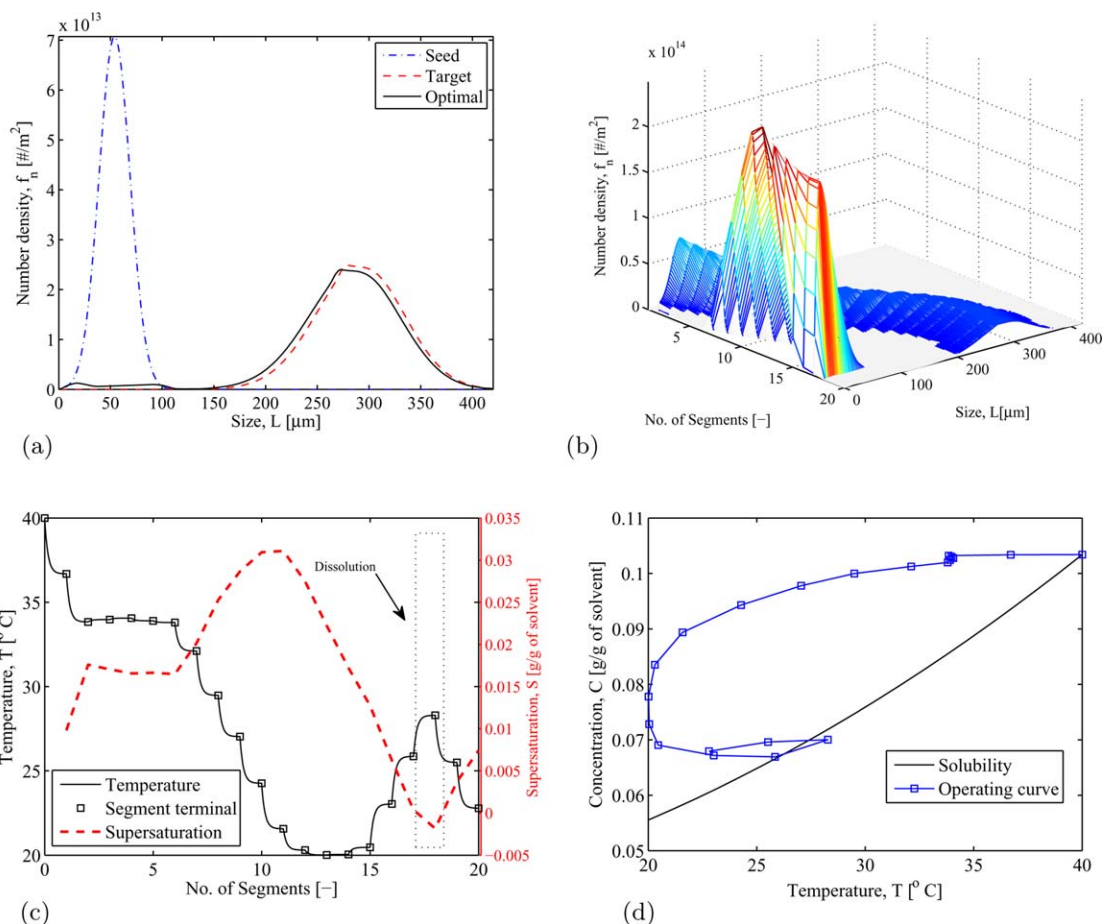 x 10^13
7
6
5
4
3
2
1
0
Number density, f_n [#/m^2]
Seed
Target
Optimal
0 50 100 150 200 250 300 350 400
Size, L [μm]
(a)
x 10^14
2
1.5
1
0.5
0
Number density, f_n [#/m^2]
5
10
15
20
No. of Segments [−]
0
100
200
300
400
Size, L[μm]
(b)
40
35
30
25
20
Temperature, T [° C]
Dissolution
Temperature
Segment terminal
Supersaturation
0 5 10 15 20
No. of Segments [−]
0.035
0.03
0.025
0.02
0.015
0.01
0.005
0
−0.005
Supersaturation, S [g/g of solvent]
(c)
0.11
0.1
0.09
0.08
0.07
0.06
0.05
Concentration, C [g/g of solvent]
Solubility
Operating curve
20 25 30 35 40
Temperature, T [° C]
(d)